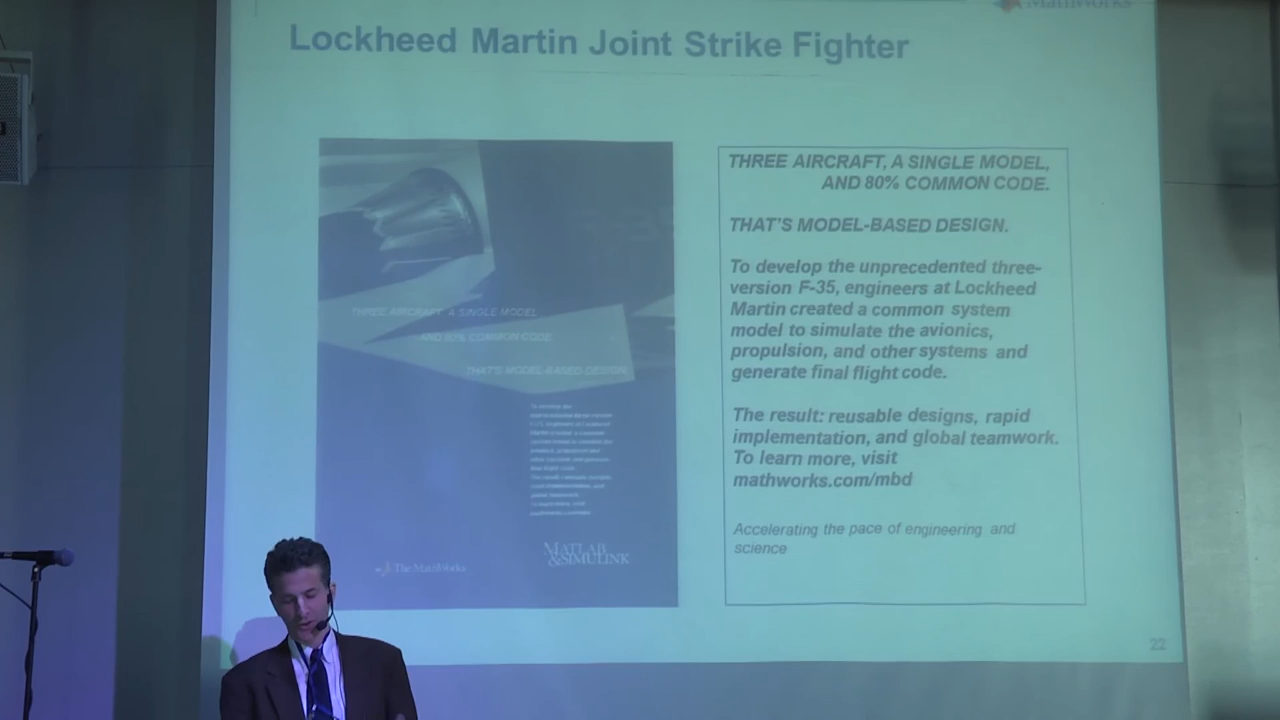 MathWorks
Lockheed Martin Joint Strike Fighter
THREE AIRCRAFT A SINGLE MODEL
AND 80% COMMON CODE
THAT'S MODEL-BASED DESIGN.
The MathWorks
MATLAB
&SIMULINK
THREE AIRCRAFT, A SINGLE MODEL,
AND 80% COMMON CODE.
THAT'S MODEL-BASED DESIGN.
To develop the unprecedented three-
version F-35, engineers at Lockheed
Martin created a common system
model to simulate the avionics,
propulsion, and other systems and
generate final flight code.
The result: reusable designs, rapid
implementation, and global teamwork.
To learn more, visit
mathworks.com/mbd
Accelerating the pace of engineering and
science
22